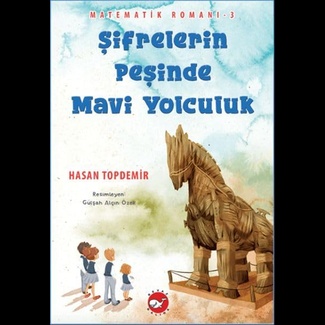 MATEMATİK ROMANI-3
Şifrelerin
Peşinde
Mavi Yolculuk
HASAN TOPDEMİR
Resimleyen: